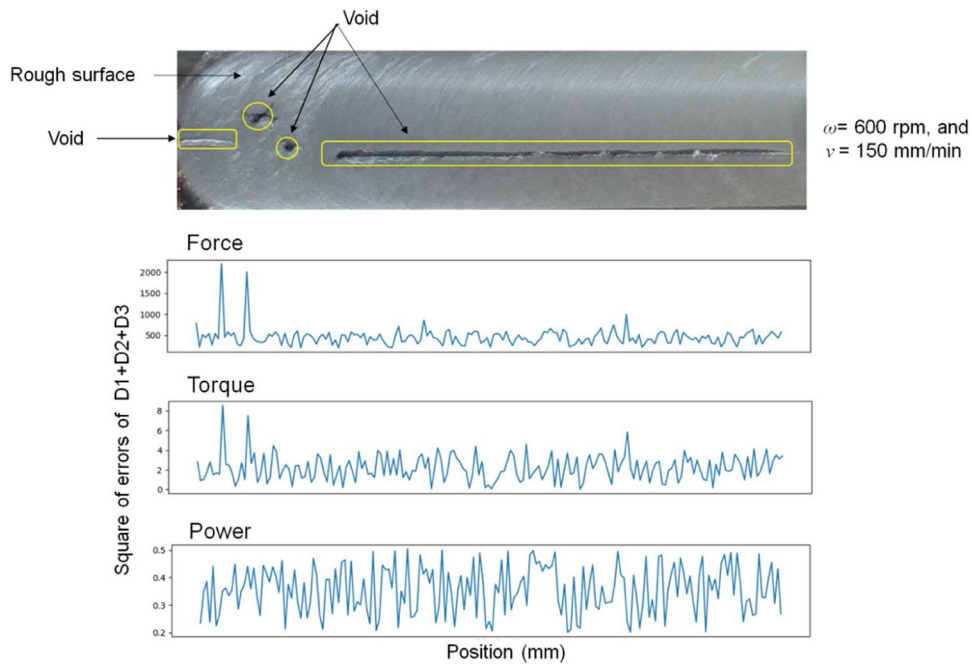 Void
Rough surface
Void
ω= 600 rpm, and
v = 150 mm/min
Force
2000
1500
1000
500
Torque
8
6
4
2
0
Square of errors of D1+D2+D3
Power
0.5
0.4
0.3
0.2
Position (mm)